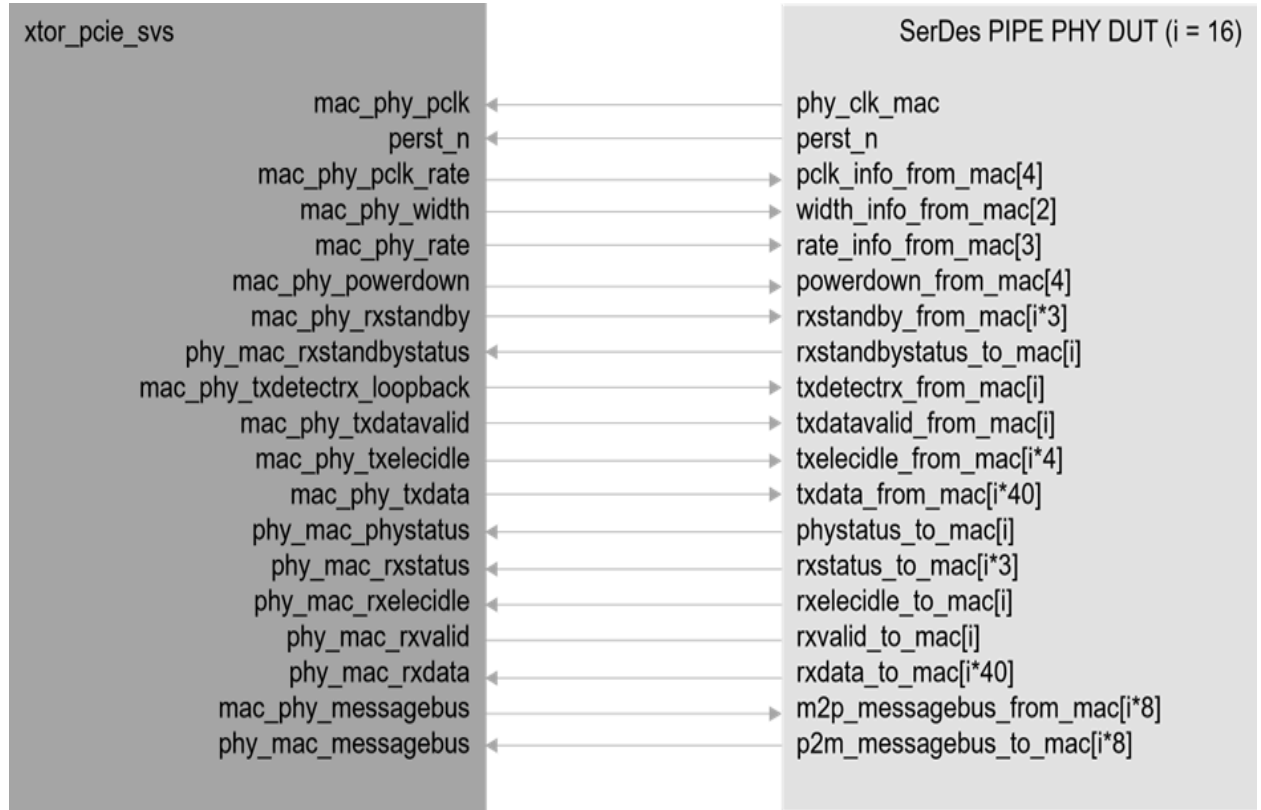 xtor_pcie_svs SerDes PIPE PHY DUT (i = 16)
mac_phy_pclk phy_clk_mac
perst_n perst_n
mac_phy_pclk_rate pclk_info_from_mac[4]
mac_phy_width width_info_from_mac[2]
mac_phy_rate rate_info_from_mac[3]
mac_phy_powerdown powerdown_from_mac[4]
mac_phy_rxstandby rxstandby_from_mac[i*3]
phy_mac_rxstandbystatus rxstandbystatus_to_mac[i]
mac_phy_txdetectrx_loopback txdetectrx_from_mac[i]
mac_phy_txdatavalid txdatavalid_from_mac[i]
mac_phy_txelecidle txelecidle_from_mac[i*4]
mac_phy_txdata txdata_from_mac[i*40]
phy_mac_phystatus phystatus_to_mac[i]
phy_mac_rxstatus rxstatus_to_mac[i*3]
phy_mac_rxelecidle rxelecidle_to_mac[i]
phy_mac_rxvalid rxvalid_to_mac[i]
phy_mac_rxdata rxdata_to_mac[i*40]
mac_phy_messagebus m2p_messagebus_from_mac[i*8]
phy_mac_messagebus p2m_messagebus_to_mac[i*8]